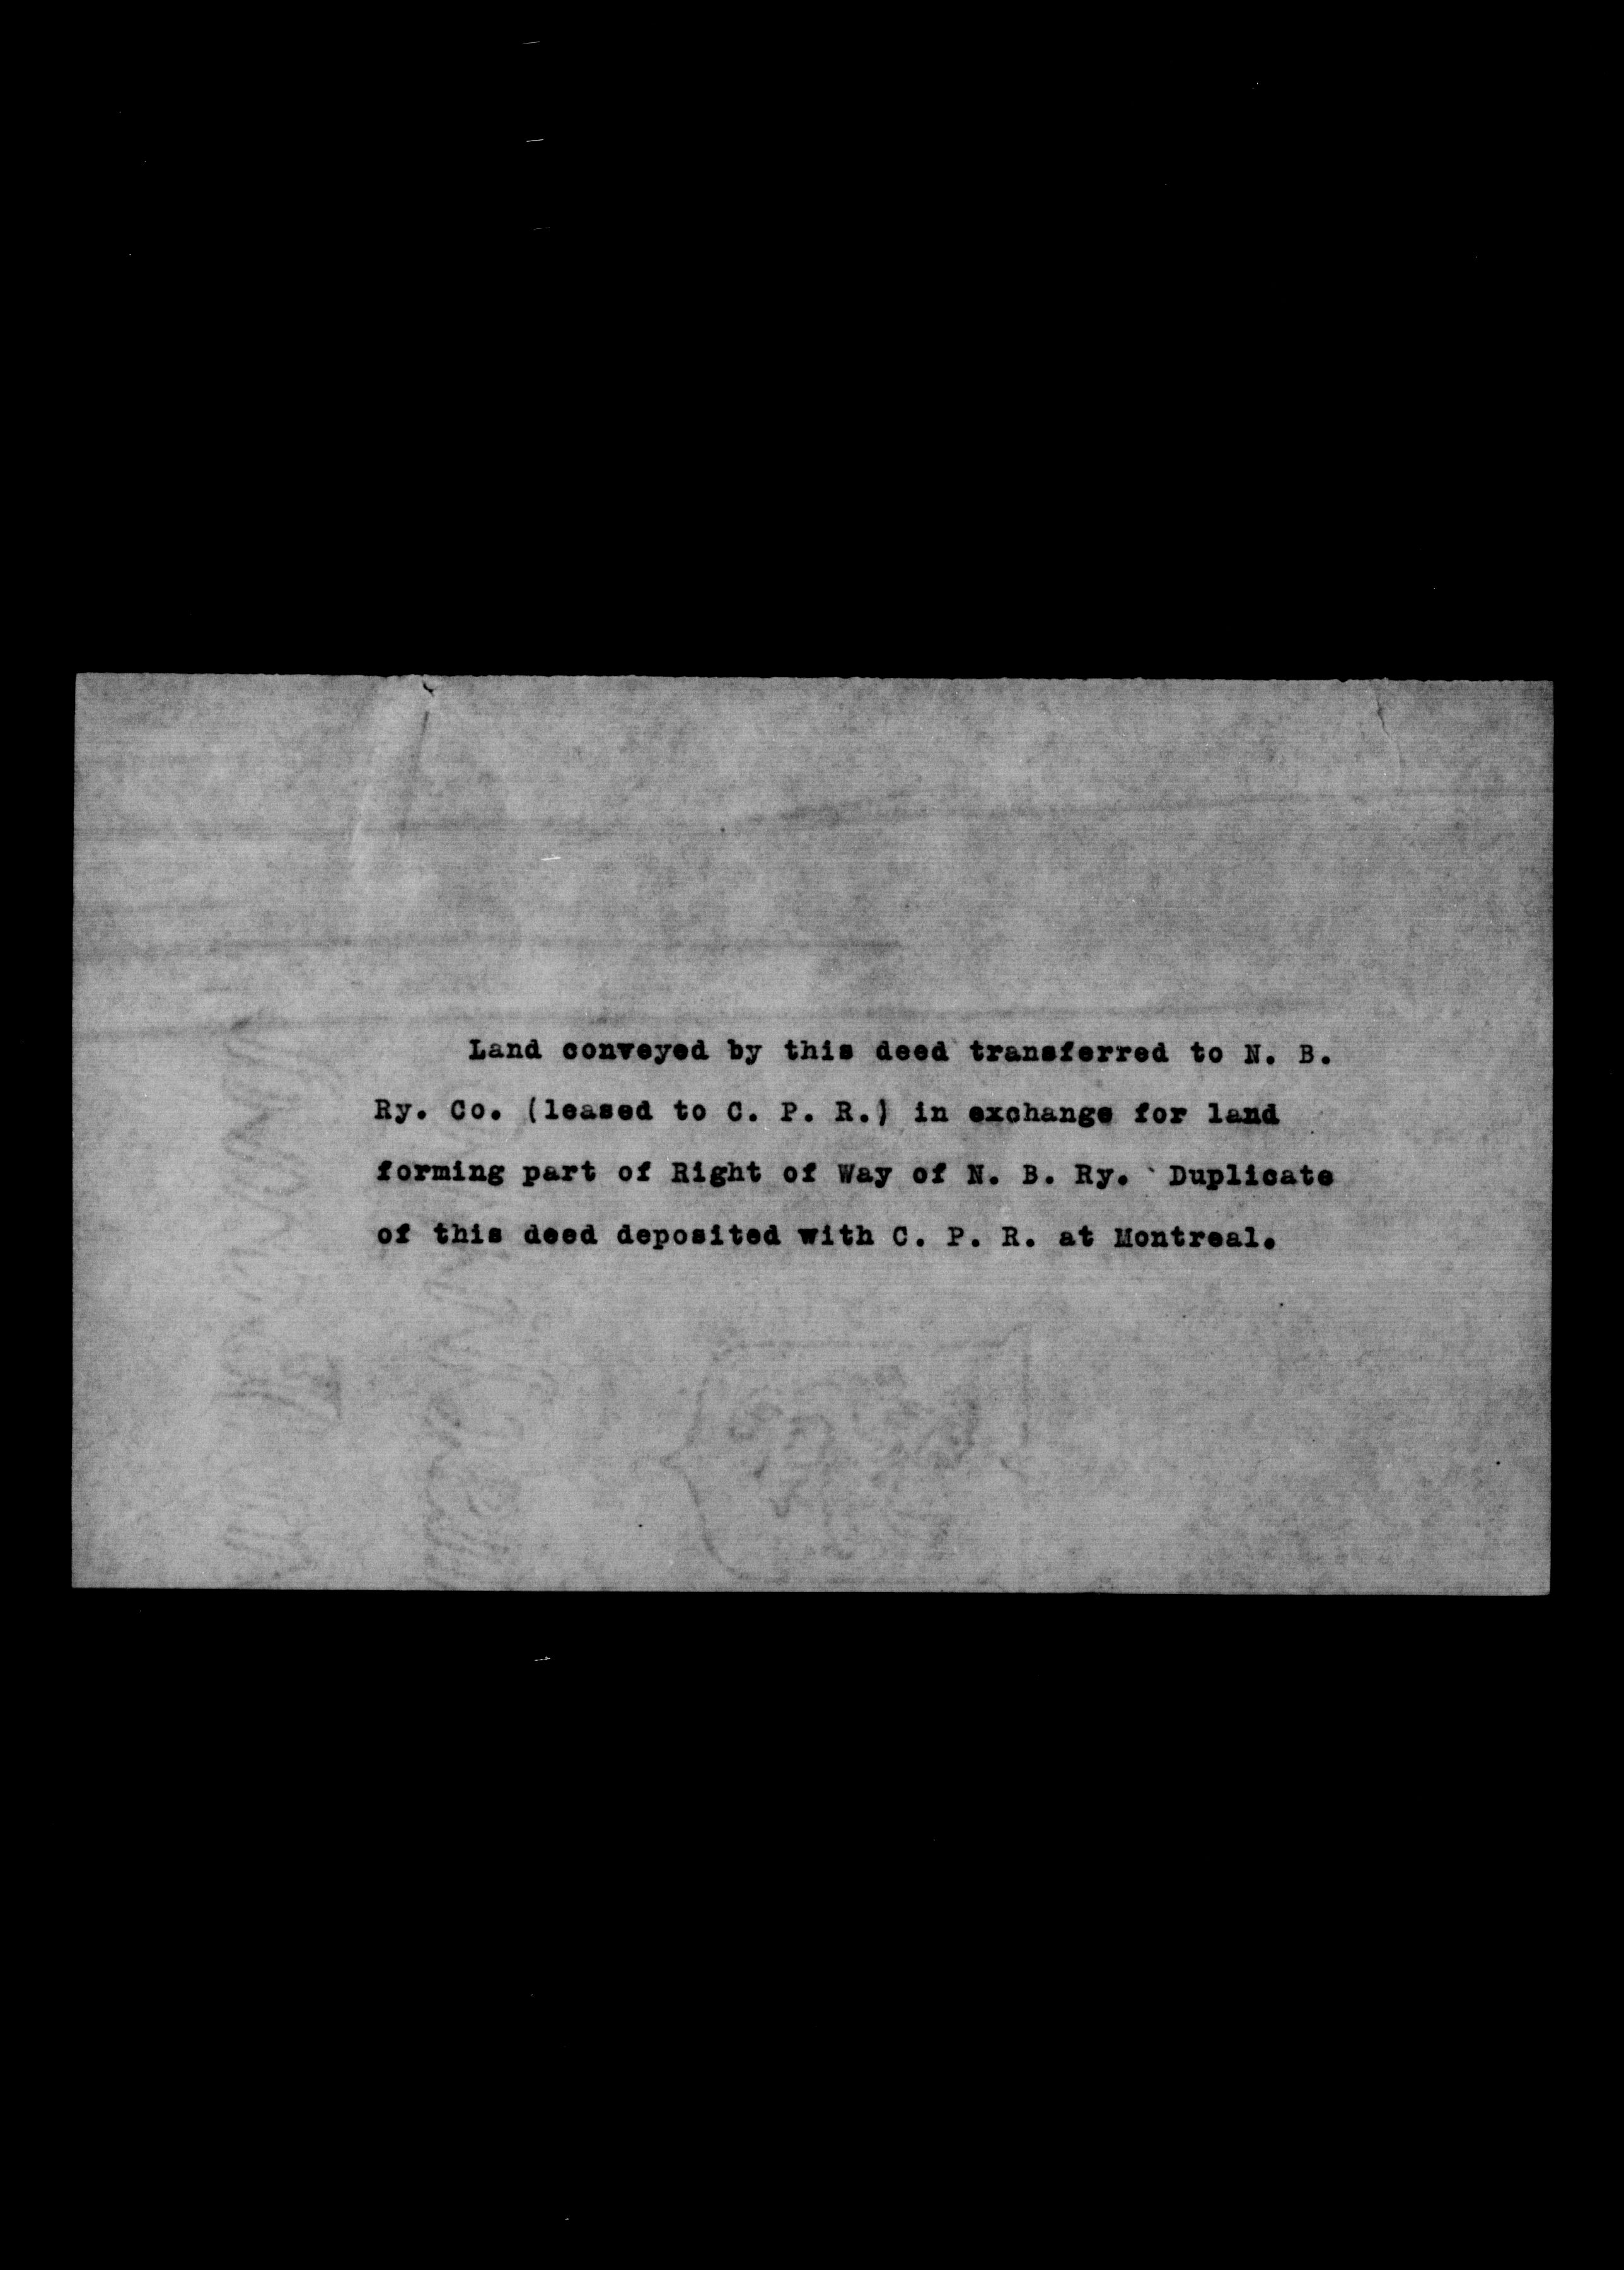 Land conveyed by this deed transferred to N. B.
Ry. Co. (leased to C. P. R.) in exchange for land
forming part of Right of Way of N. B. Ry. Duplicate
of this deed deposited with C. P. R. at Montreal.